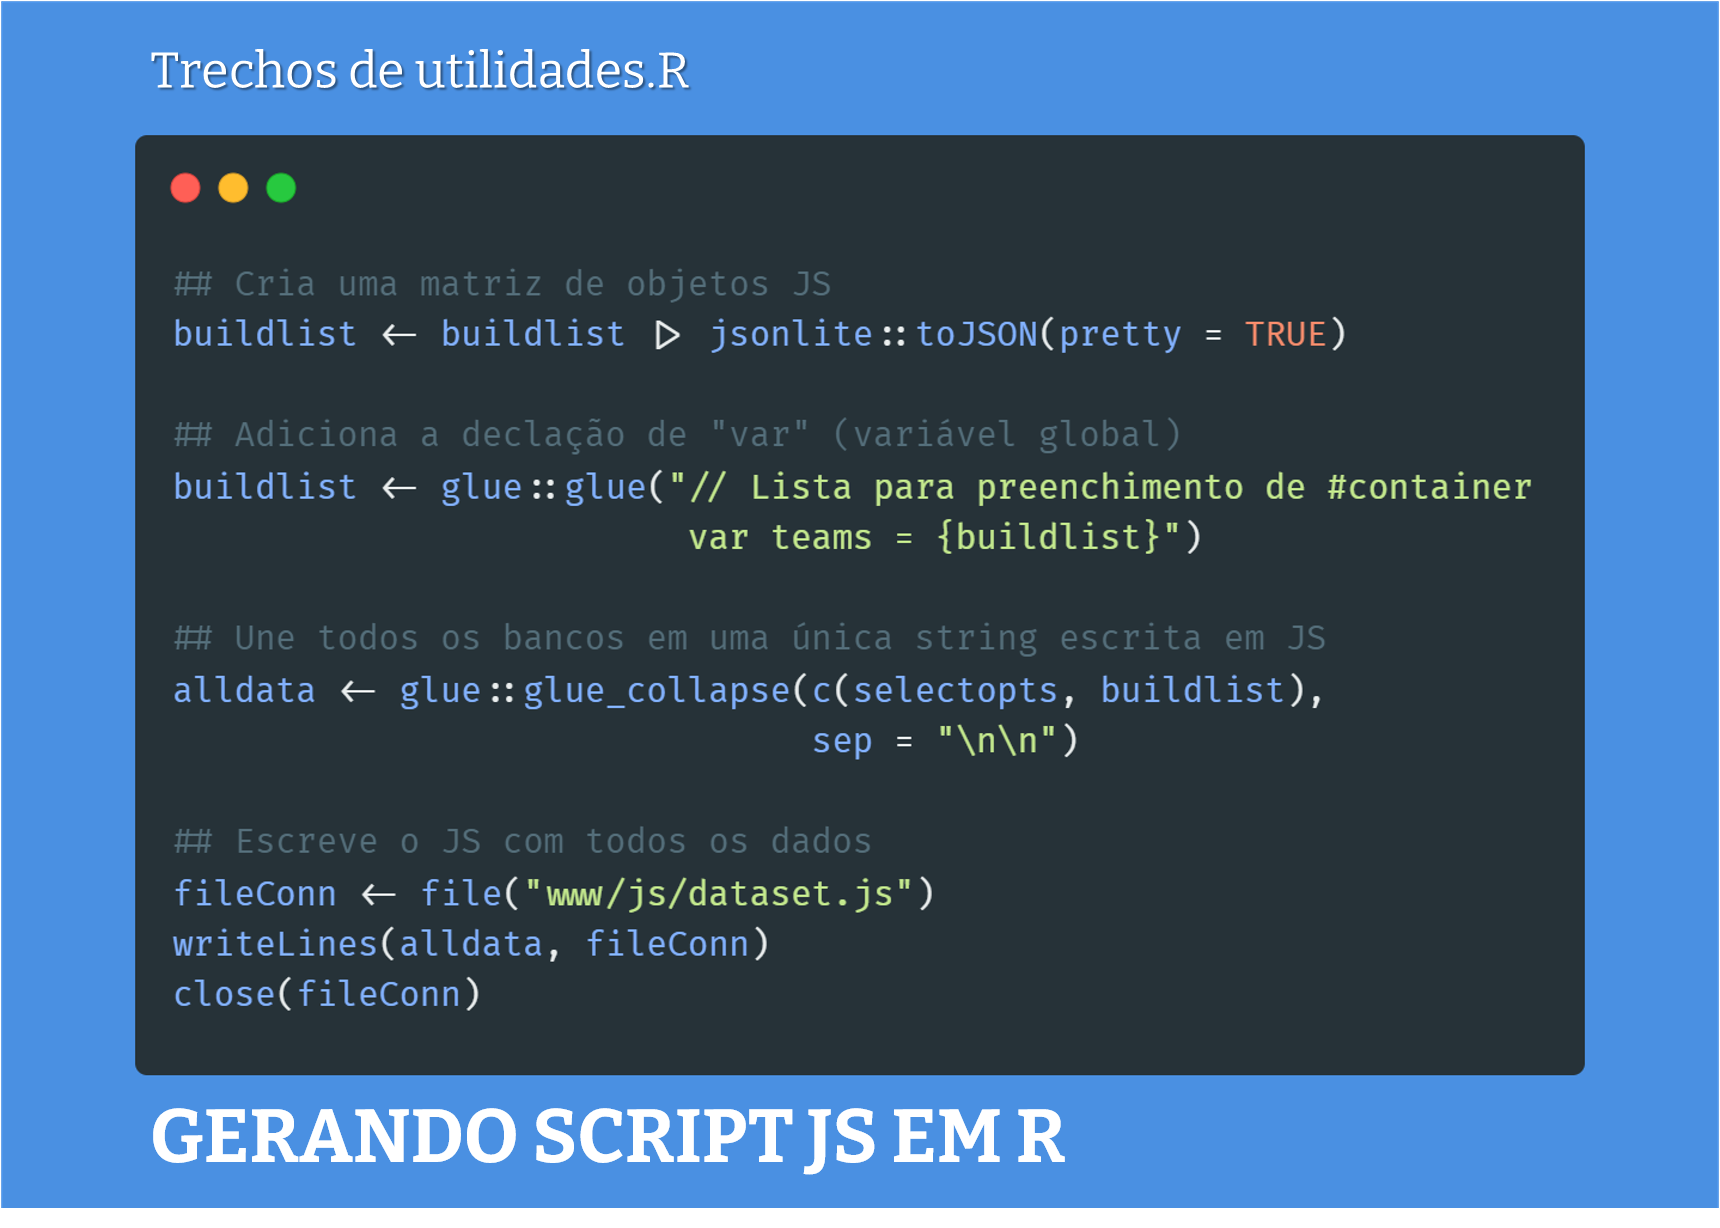 Trechos de utilidades.R
## Cria uma matriz de objetos JS
buildlist <- buildlist |> jsonlite::toJSON(pretty = TRUE)
## Adiciona a declação de "var" (variável global)
buildlist <- glue::glue("// Lista para preenchimento de #container
var teams = {buildlist}")
## Une todos os bancos em uma única string escrita em JS
alldata <- glue::glue_collapse(c(selectopts, buildlist),
sep = "\n\n")
## Escreve o JS com todos os dados
fileConn <- file("www/js/dataset.js")
writeLines(alldata, fileConn)
close(fileConn)
GERANDO SCRIPT JS EM R